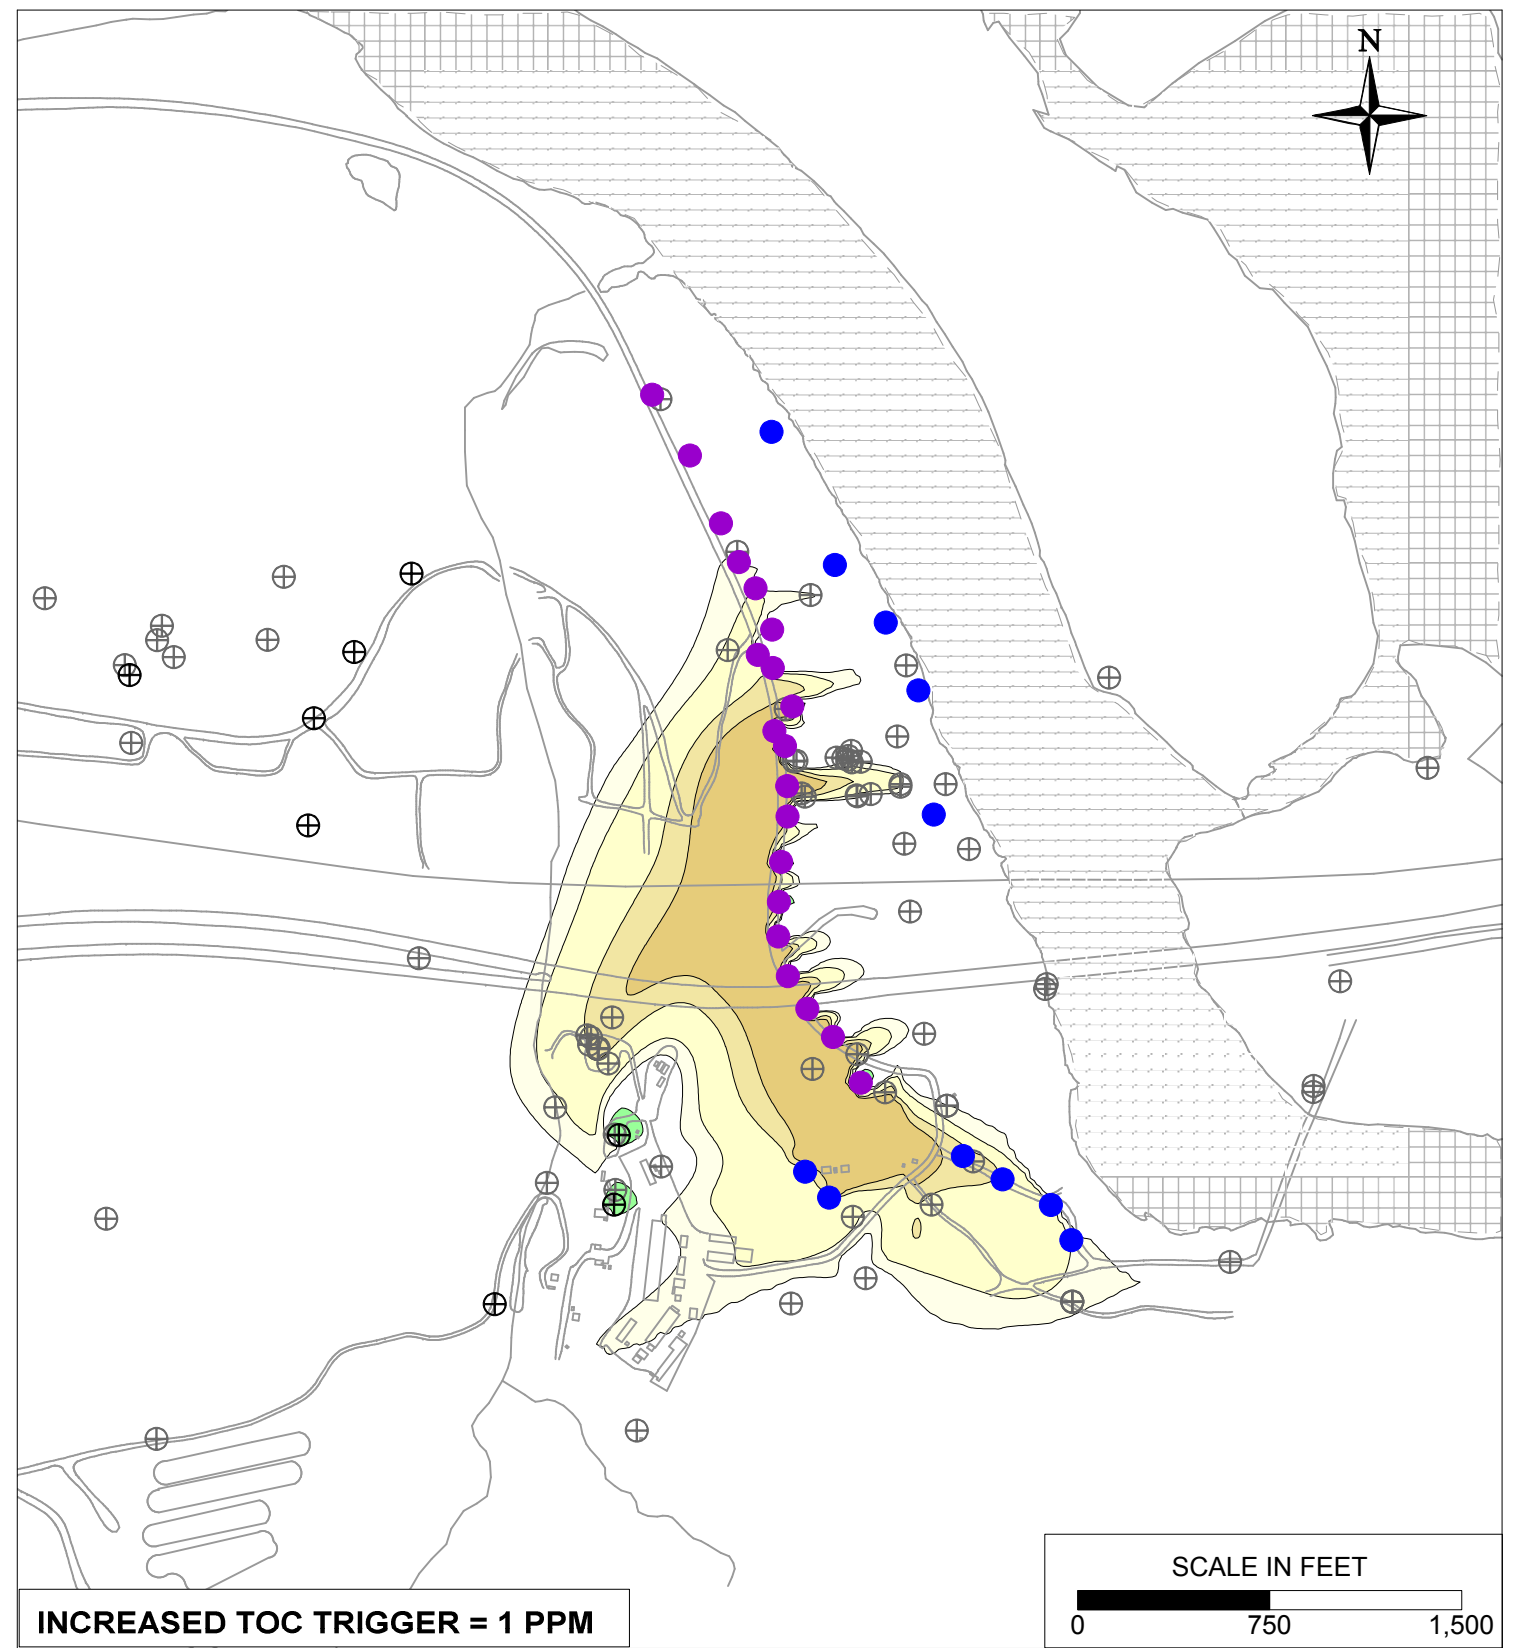 N
SCALE IN FEET
0 750 1,500
INCREASED TOC TRIGGER = 1 PPM